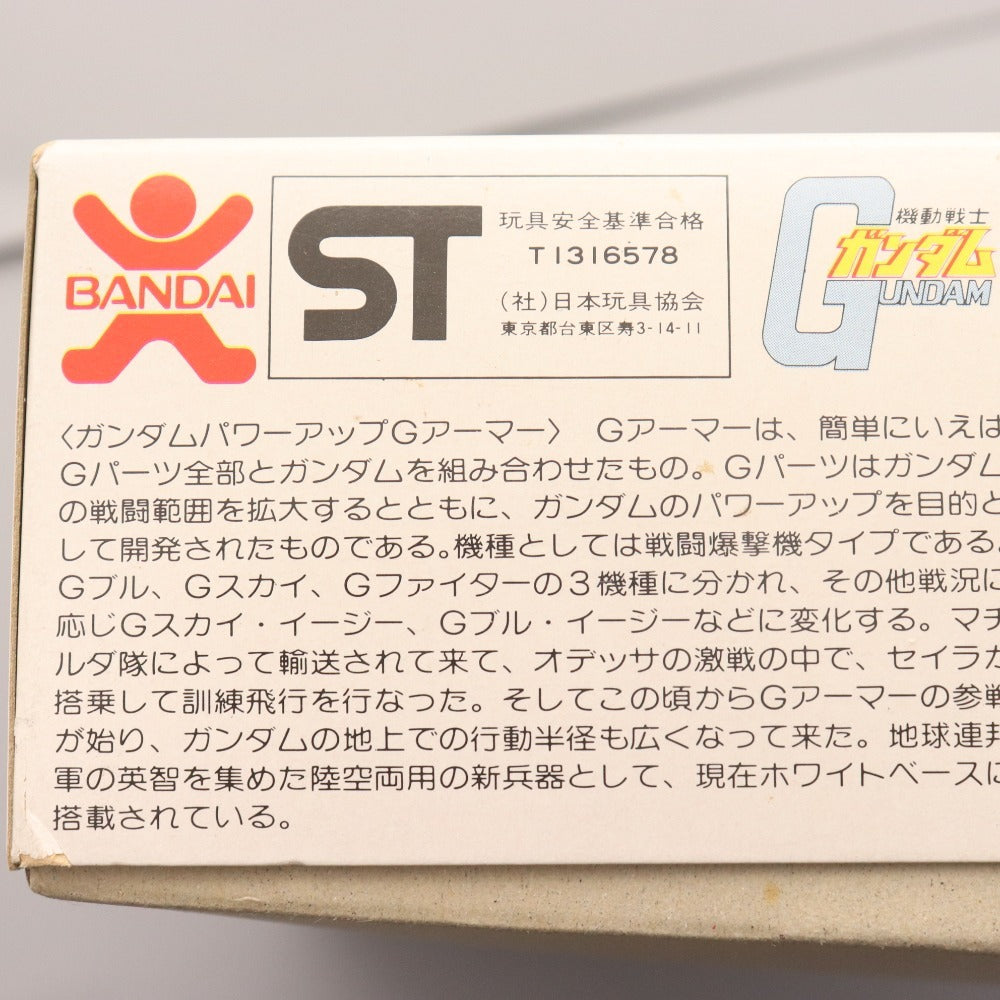 BANDAI
ST
玩具安全基準合格
T1316578
(社)日本玩具協会
東京都台東区寿3-14-11
機動戦士
ガンダム
GUNDAM
〈ガンダムパワーアップGアーマー〉 Gアーマーは、簡単にいえば
Gパーツ全部とガンダムを組み合わせたもの。Gパーツはガンダム
の戦闘範囲を拡大するとともに、ガンダムのパワーアップを目的と
して開発されたものである。機種としては戦闘爆撃機タイプである。
Gブル、Gスカイ、Gファイターの3機種に分かれ、その他戦況に
応じGスカイ・イージー、Gブル・イージーなどに変化する。マチ
ルダ隊によって輸送されて来て、オデッサの激戦の中で、セイラが
搭乗して訓練飛行を行なった。そしてこの頃からGアーマーの参戦
が始り、ガンダムの地上での行動半径も広くなって来た。地球連邦
軍の英智を集めた陸空両用の新兵器として、現在ホワイトベースに
搭載されている。